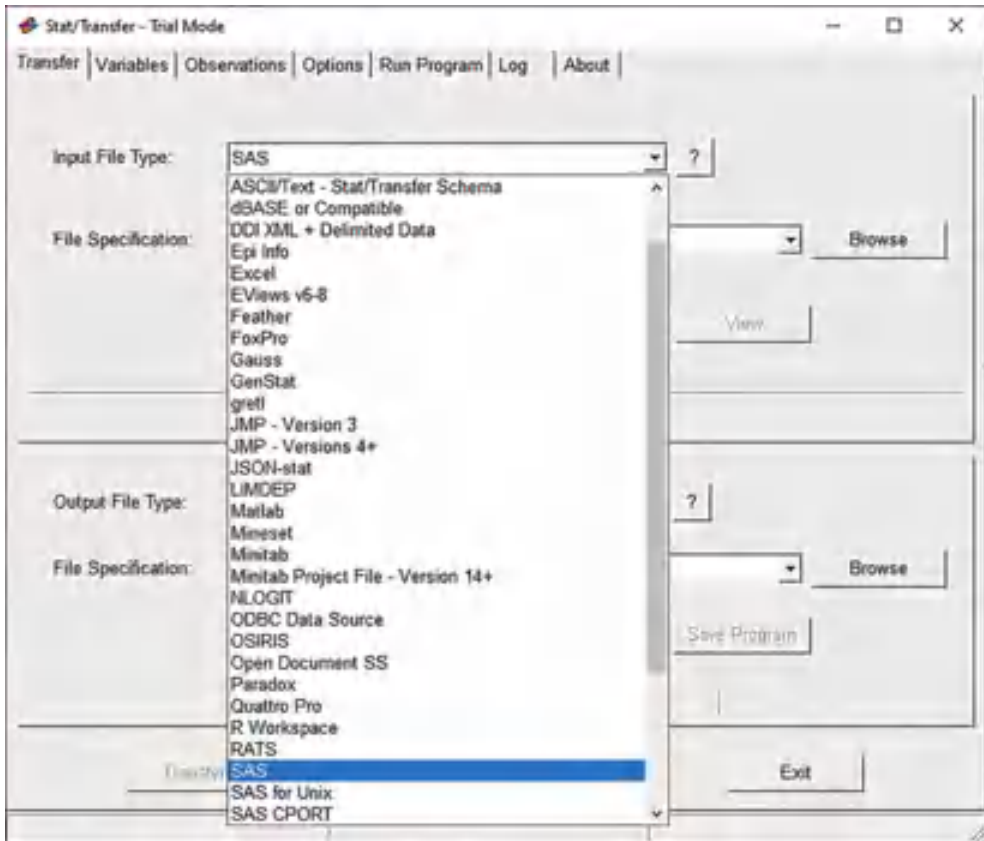 Stat/Transfer - Trial Mode
Transfer Variables Observations Options Run Program Log About
Input File Type: SAS ?
ASCII/Text - Stat/Transfer Schema
dBASE or Compatible
DDI XML + Delimited Data
File Specification: Browse
Epi Info
Excel
EViews v6-8
Feather
View
FoxPro
Gauss
GenStat
gretl
JMP - Version 3
JMP - Versions 4+
JSON-stat
LIMDEP
Output File Type: ?
Matlab
Mineset
Minitab
File Specification: Browse
Minitab Project File - Version 14+
NLOGIT
ODBC Data Source
OSIRIS
Save Program
Open Document SS
Paradox
Quattro Pro
R Workspace
RATS
SAS
Exit
SAS for Unix
SAS CPORT